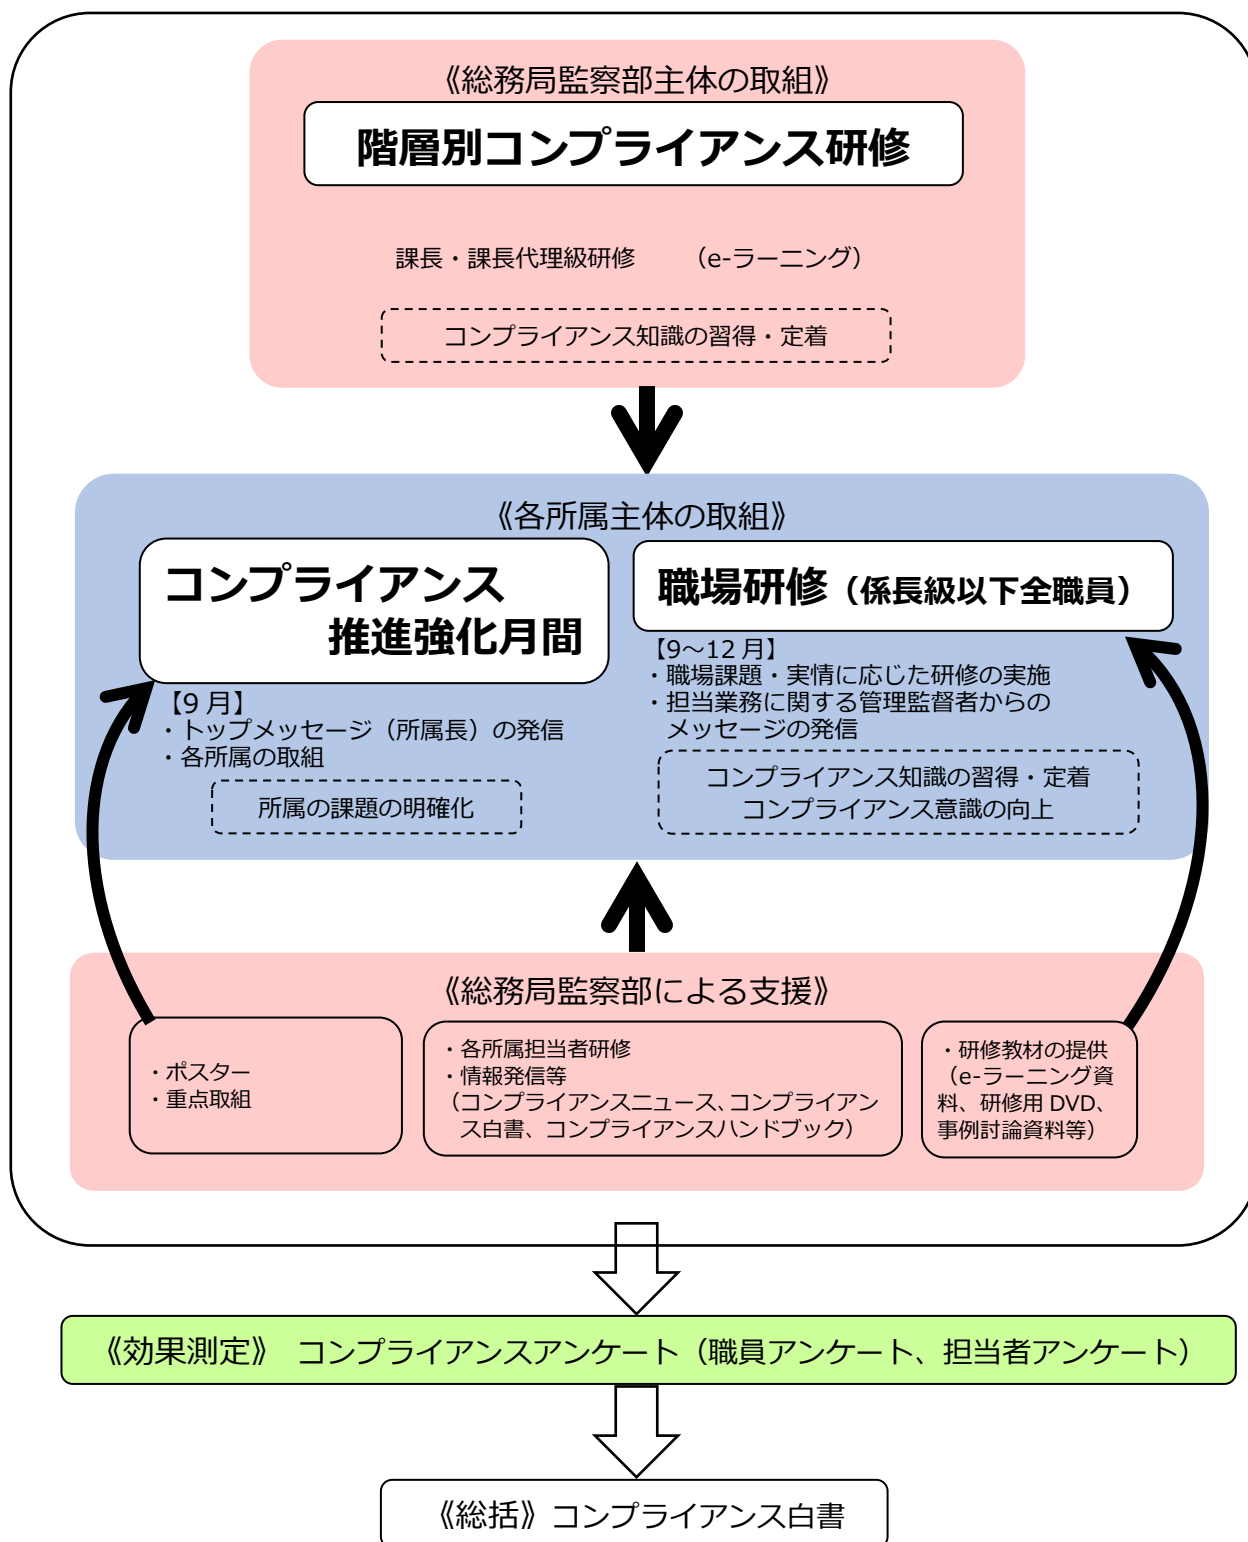 《総務局監察部主体の取組》
階層別コンプライアンス研修
課長・課長代理級研修　　（e-ラーニング）
コンプライアンス知識の習得・定着
《各所属主体の取組》
コンプライアンス
推進強化月間
【9 月】
・トップメッセージ（所属長）の発信
・各所属の取組
所属の課題の明確化
職場研修（係長級以下全職員）
【9～12 月】
・職場課題・実情に応じた研修の実施
・担当業務に関する管理監督者からの
メッセージの発信
コンプライアンス知識の習得・定着
コンプライアンス意識の向上
《総務局監察部による支援》
・ポスター
・重点取組
・各所属担当者研修
・情報発信等
（コンプライアンスニュース、コンプライアン
ス白書、コンプライアンスハンドブック）
・研修教材の提供
（e-ラーニング資
料、研修用 DVD、
事例討論資料等）
《効果測定》 コンプライアンスアンケート（職員アンケート、担当者アンケート）
《総括》コンプライアンス白書